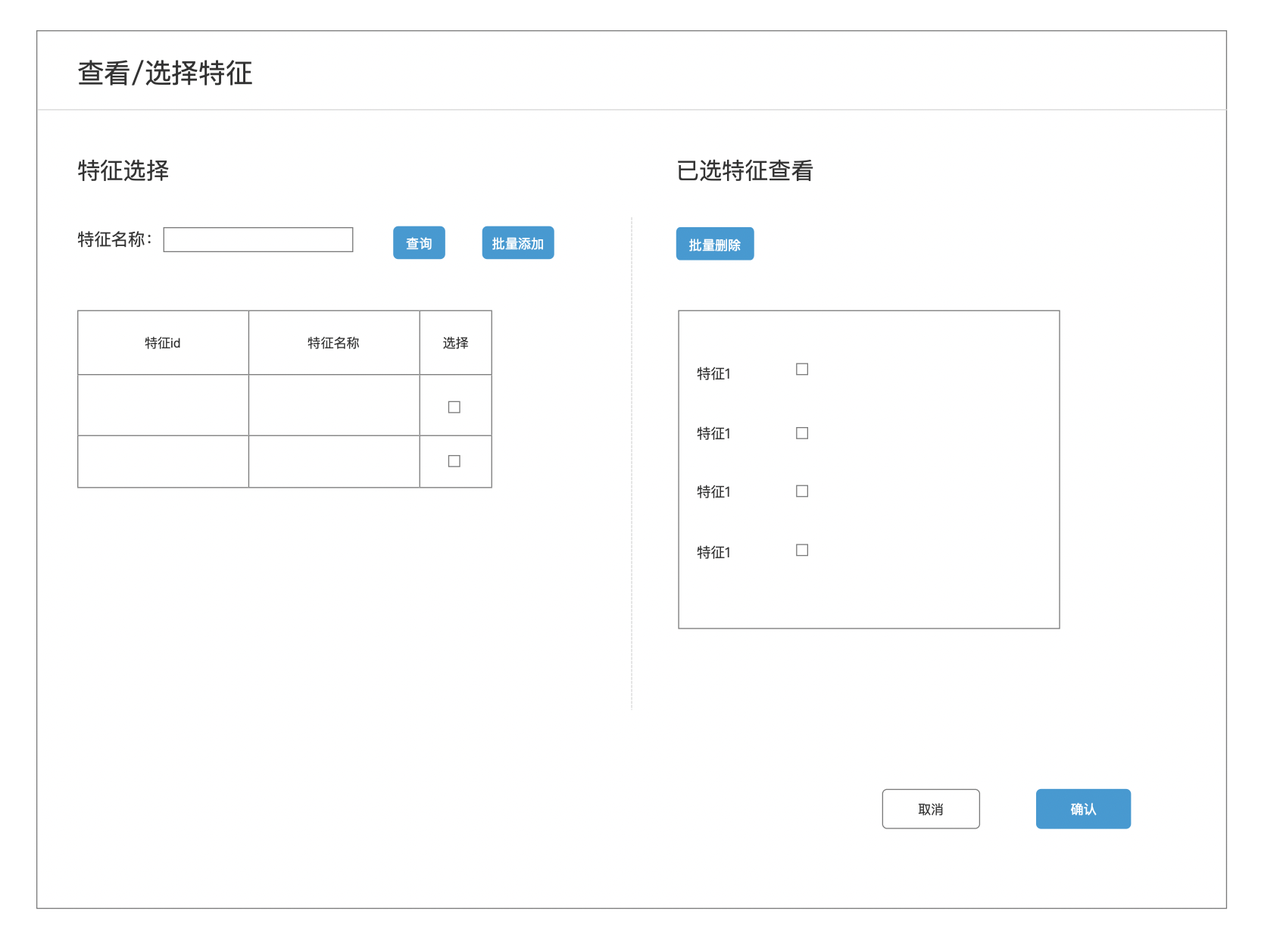 查看/选择特征
特征选择
特征名称：
查询
批量添加
特征id
特征名称
选择
已选特征查看
批量删除
特征1
特征1
特征1
特征1
取消
确认